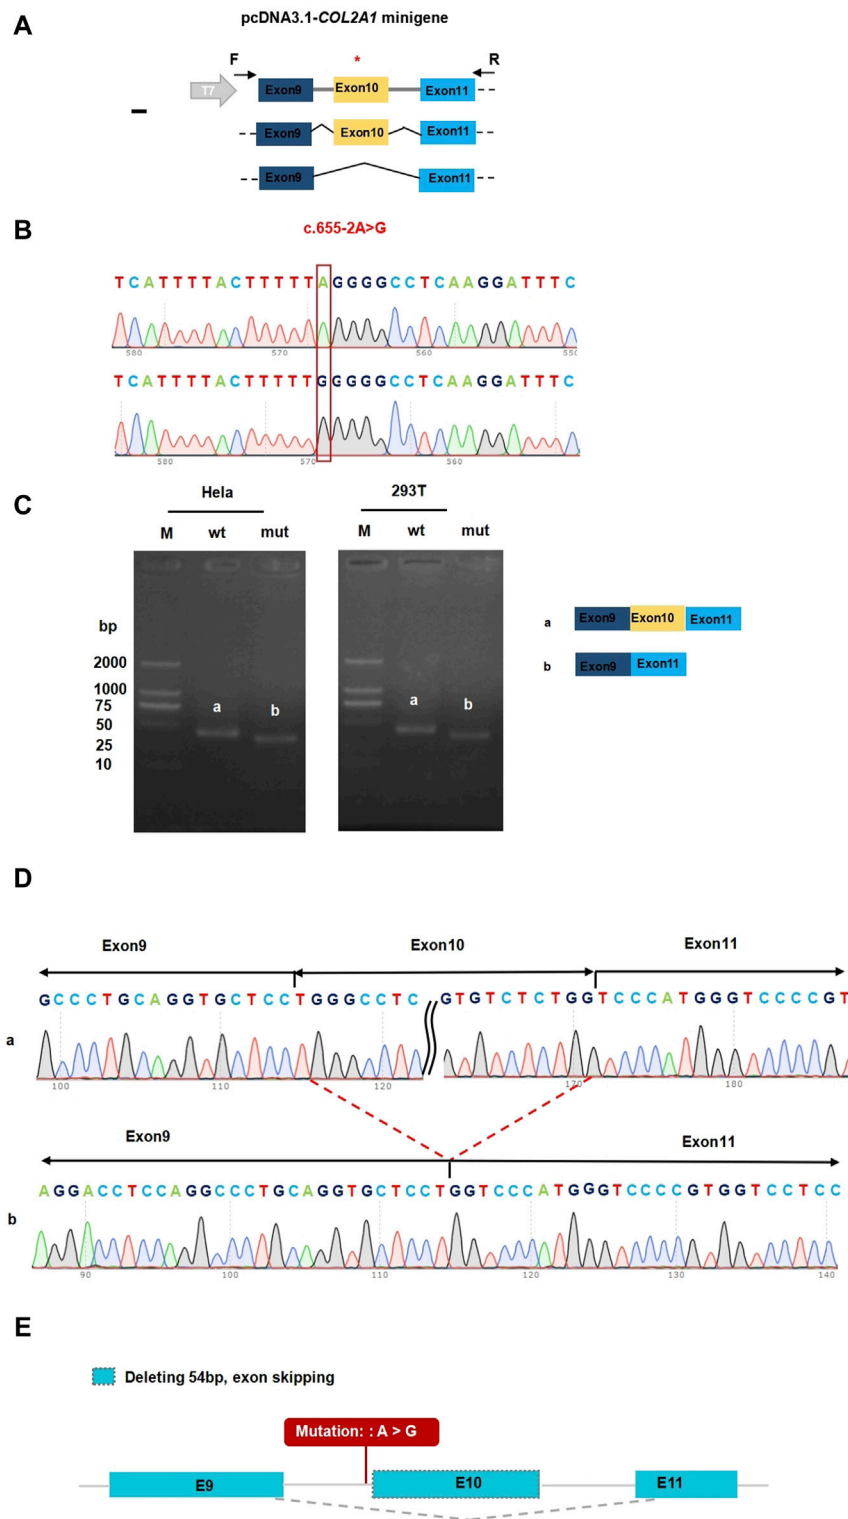 A
pcDNA3.1-COL2A1 minigene
F * R
T7 Exon9 Exon10 Exon11
Exon9 Exon10 Exon11
Exon9 Exon11
B
c.655-2A>G
TCATTTTACTTTTTAGGGGCCTCAAGGATTTC
580 570 560 550
TCATTTTACTTTTTGGGGGCCTCAAGGATTTC
580 570 560
C
Hela 293T
M wt mut M wt mut
bp
2000
1000
75
50
25
10
a b a b
a Exon9 Exon10 Exon11
b Exon9 Exon11
D
Exon9 Exon10 Exon11
GCCCTGCAGGTGCTCCTGGGCCTC GTGTCTCTGGTCCCATGGGTCCCCGT
a
100 110 120 170 180
Exon9 Exon11
AGGACCTCCAGGCCCTGCAGGTGCTCCTGGTCCCATGGGTCCCCGTGGTCCTCC
b
90 100 110 120 130 140
E
Deleting 54bp, exon skipping
Mutation: : A > G
E9 E10 E11